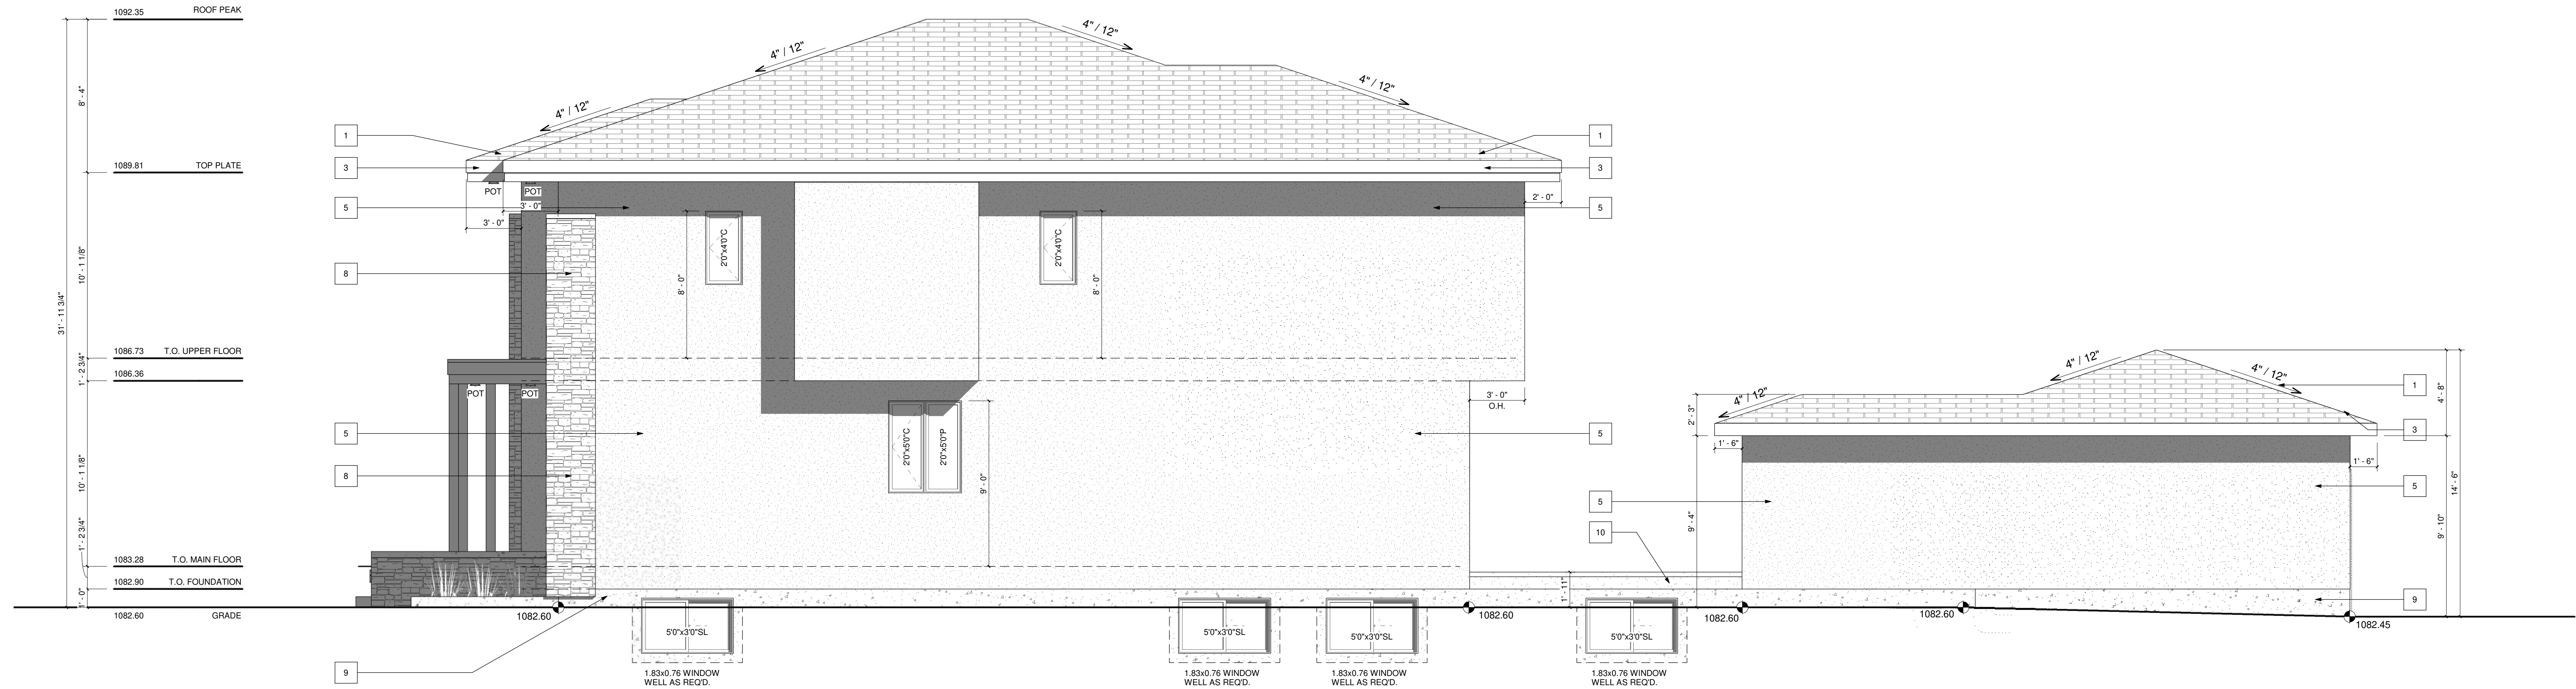 1092.35 ROOF PEAK
4" / 12"
4" / 12"
4" / 12"
4" / 12"
8' - 4"
1
1
1089.81 TOP PLATE
3
3
POT
POT
5
3' - 0"
2' - 0"
5
3' - 0"
2'0"x4'0"C
2'0"x4'0"C
10' - 1 1/8"
8
8' - 0"
8' - 0"
31' - 11 3/4"
1086.73 T.O. UPPER FLOOR
1' - 2 3/4"
1086.36
POT
POT
3' - 0"
O.H.
4" / 12"
4" / 12"
4" / 12"
1
4' - 8"
2' - 3"
3
5
2'0"x5'0"C
2'0"x5'0"P
5
1' - 6"
1' - 6"
10' - 1 1/8"
8
9' - 0"
5
5
14' - 6"
9' - 4"
9' - 10"
10
1' - 2 3/4"
1083.28 T.O. MAIN FLOOR
1082.90 T.O. FOUNDATION
1' - 0"
1' - 11"
9
1082.60 GRADE
1082.60
1082.60
1082.60
1082.60
1082.45
5'0"x3'0"SL
5'0"x3'0"SL
5'0"x3'0"SL
5'0"x3'0"SL
9
1.83x0.76 WINDOW
WELL AS REQ'D.
1.83x0.76 WINDOW
WELL AS REQ'D.
1.83x0.76 WINDOW
WELL AS REQ'D.
1.83x0.76 WINDOW
WELL AS REQ'D.